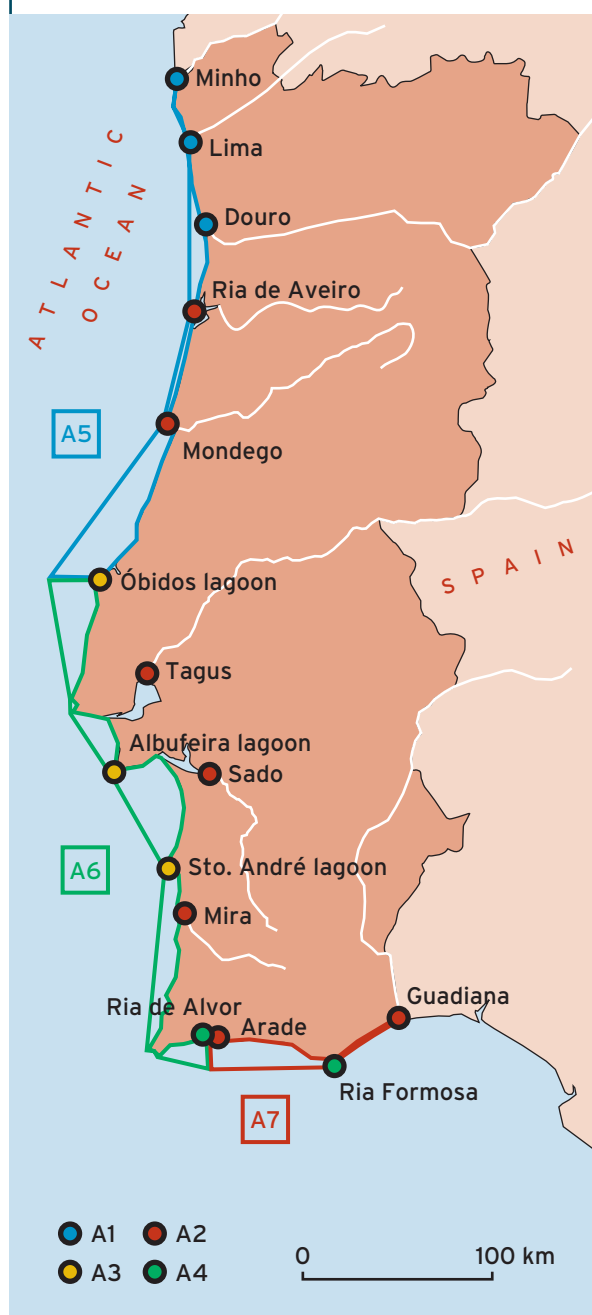 Minho
Lima
Douro
ATLANTIC
OCEAN
Ria de Aveiro
A5
Mondego
SPAIN
Óbidos lagoon
Tagus
Albufeira lagoon
Sado
A6
Sto. André lagoon
Mira
Ria de Alvor
Arade
Guadiana
Ria Formosa
A7
A1 A2
A3 A4
0 100 km